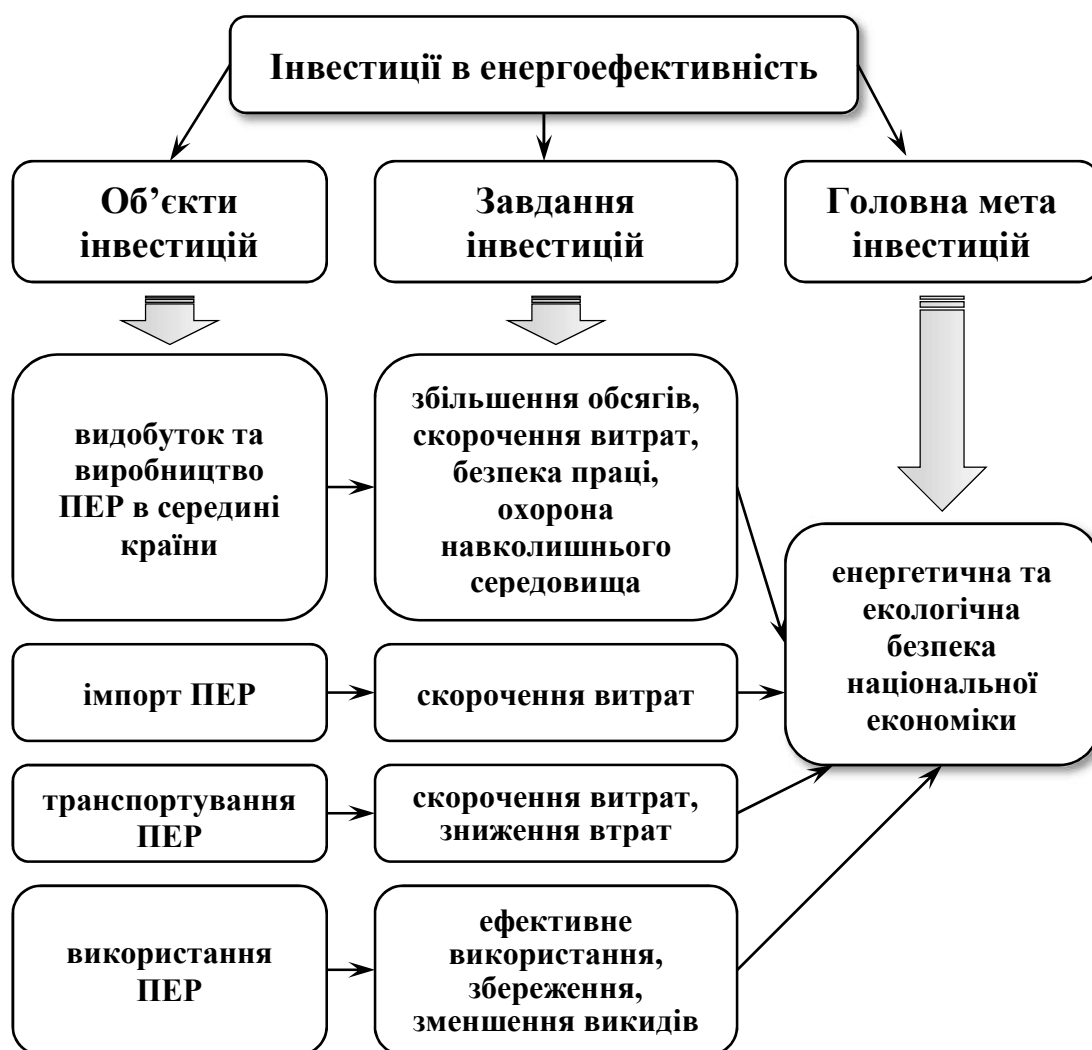 Інвестиції в енергоефективність
Об’єкти
інвестицій
Завдання
інвестицій
Головна мета
інвестицій
видобуток та
виробництво
ПЕР в середині
країни
збільшення обсягів,
скорочення витрат,
безпека праці,
охорона
навколишнього
середовища
енергетична та
екологічна
безпека
національної
економіки
імпорт ПЕР
скорочення витрат
транспортування
ПЕР
скорочення витрат,
зниження втрат
використання
ПЕР
ефективне
використання,
збереження,
зменшення викидів